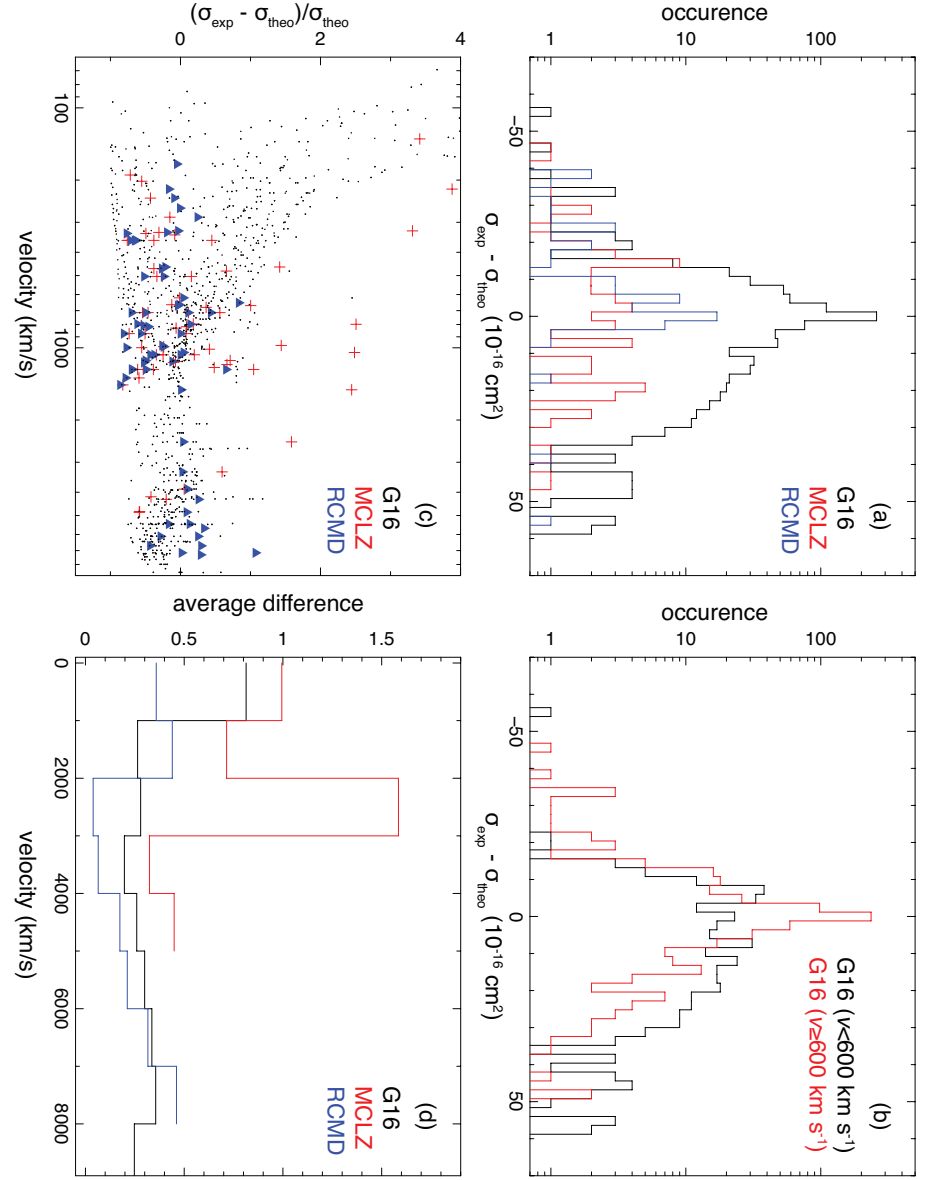 (a)
G16
MCLZ
RCMD
occurence
1
10
100
−50
0
50
σexp - σtheo (10-16 cm2)
(b)
G16 (v<600 km s-1)
G16 (v≥600 km s-1)
occurence
1
10
100
−50
0
50
σexp - σtheo (10-16 cm2)
(c)
G16
MCLZ
RCMD
(σexp - σtheo)/σtheo
0
2
4
100
1000
velocity (km/s)
(d)
G16
MCLZ
RCMD
average difference
0
0.5
1
1.5
0
2000
4000
6000
8000
velocity (km/s)